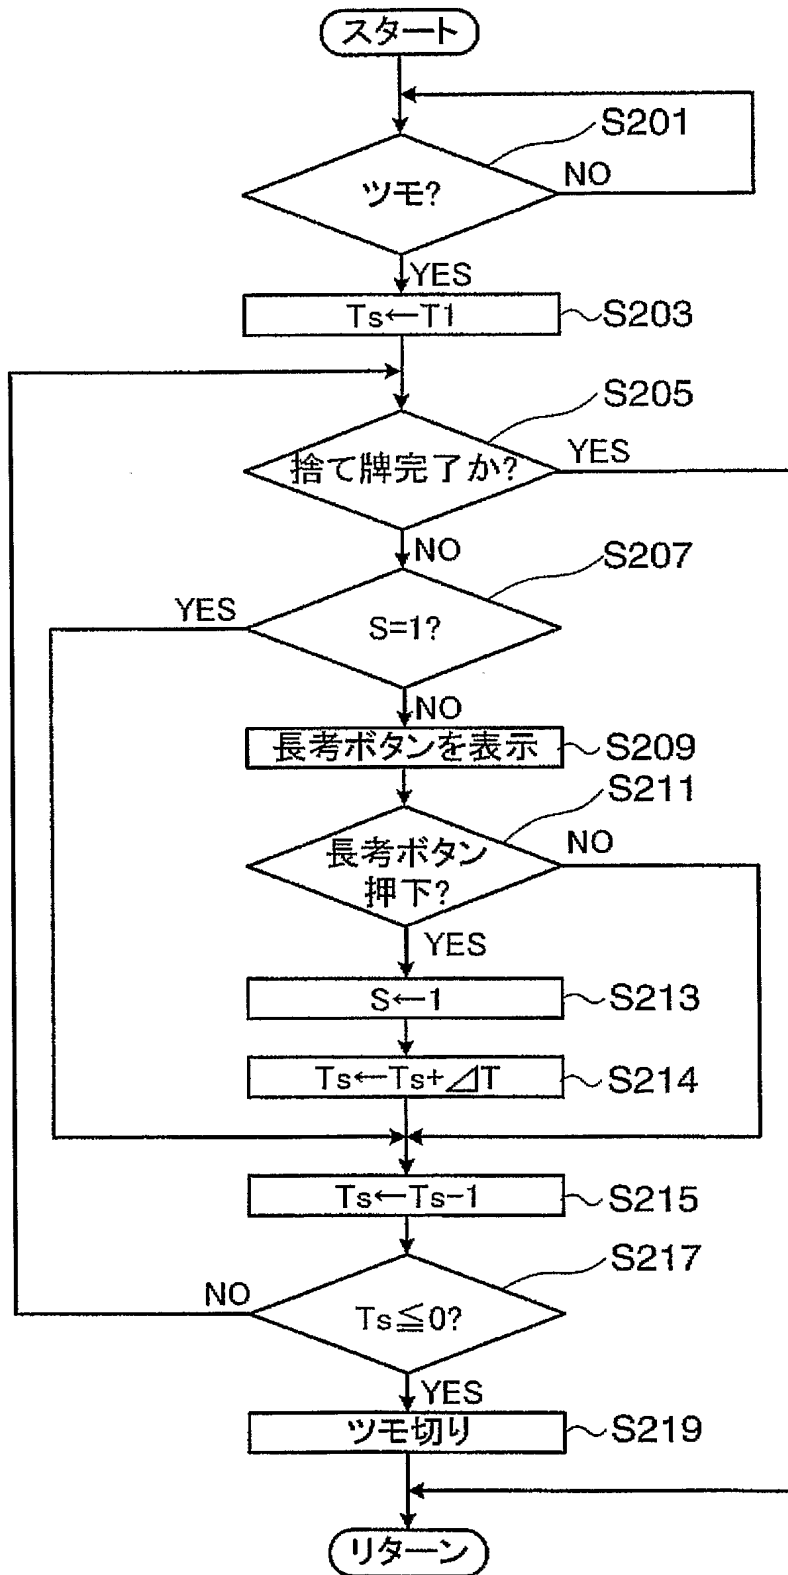 スタート
S201
ツモ?
NO
YES
Ts←T1
S203
S205
捨て牌完了か?
YES
NO
S207
YES
S=1?
NO
長考ボタンを表示
S209
S211
長考ボタン
押下?
NO
YES
S←1
S213
Ts←Ts+⊿T
S214
Ts←Ts-1
S215
S217
NO
Ts≦0?
YES
ツモ切り
S219
リターン